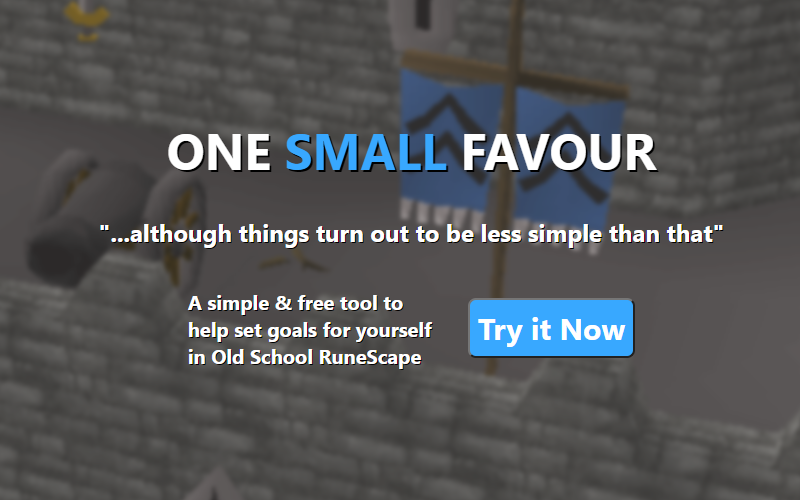 ONE SMALL FAVOUR
"...although things turn out to be less simple than that"
A simple & free tool to
help set goals for yourself
in Old School RuneScape
Try it Now